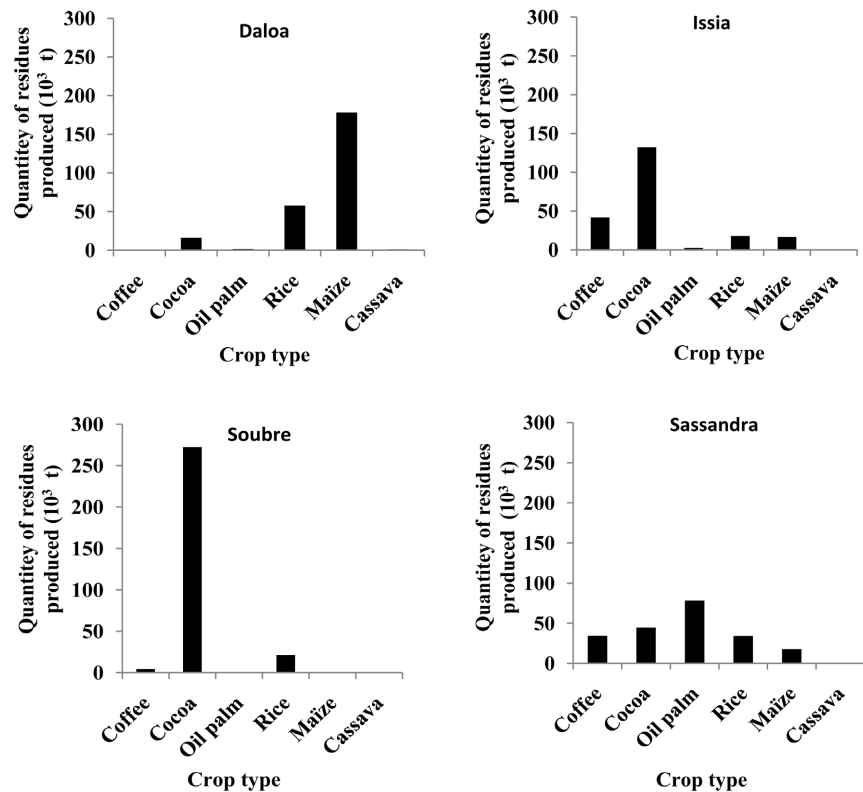 Daloa
Quantitey of residues
produced (10³ t)
300
250
200
150
100
50
0
Coffee
Cocoa
Oil palm
Rice
Maïze
Cassava
Crop type
Issia
Quantity of residues
produced (10³ t)
300
250
200
150
100
50
0
Coffee
Cocoa
Oil palm
Rice
Maïze
Cassava
Crop type
Soubre
Quantitey of residues
produced (10³ t)
300
250
200
150
100
50
0
Coffee
Cocoa
Oil palm
Rice
Maïze
Cassava
Crop type
Sassandra
Quantity of residues
produced (10³ t)
300
250
200
150
100
50
0
Coffee
Cocoa
Oil palm
Rice
Maïze
Cassava
Crop type